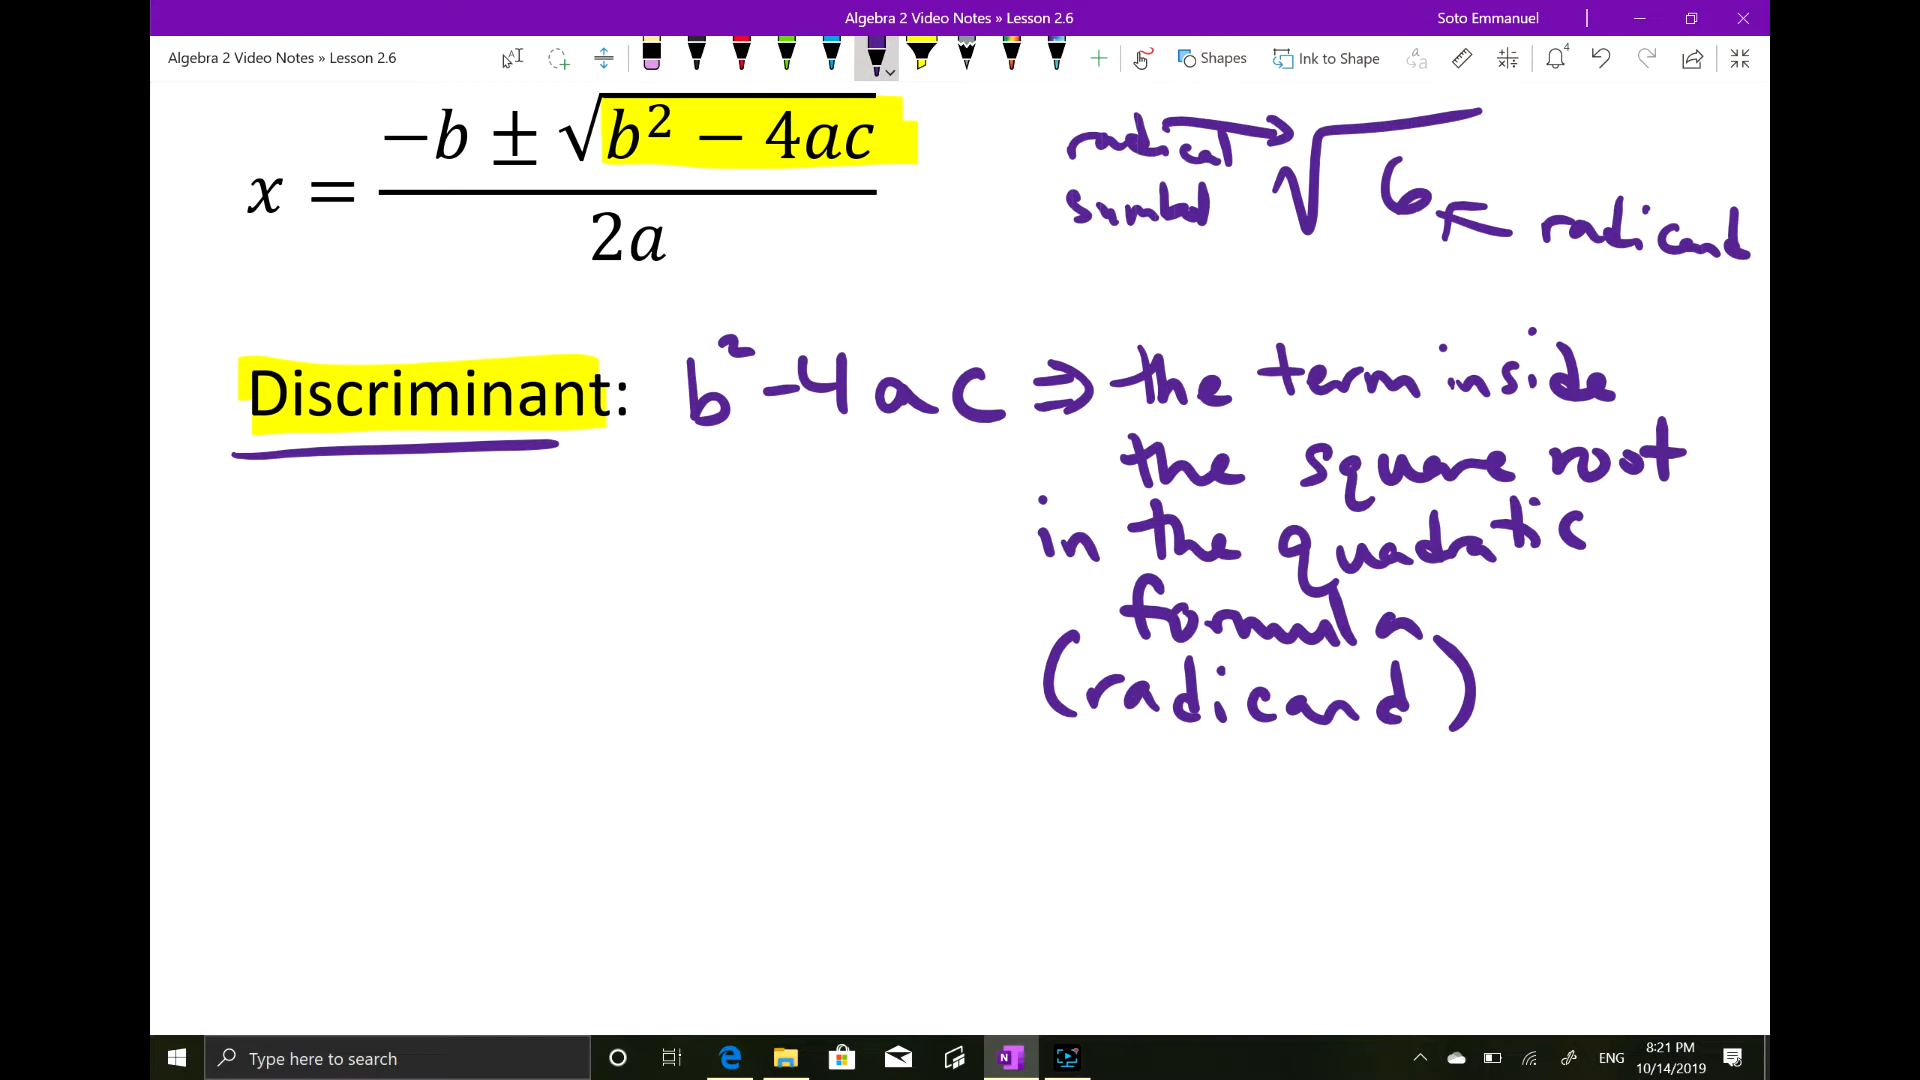 Algebra 2 Video Notes » Lesson 2.6
Soto Emmanuel
Algebra 2 Video Notes » Lesson 2.6
Shapes
Ink to Shape
4
x = (-b ± √(b² − 4ac)) / 2a
radical symbol
√6
radicand
Discriminant: b² - 4ac ⇒ the term inside
the square root
in the quadratic
formula
(radicand)
Type here to search
ENG
8:21 PM
10/14/2019